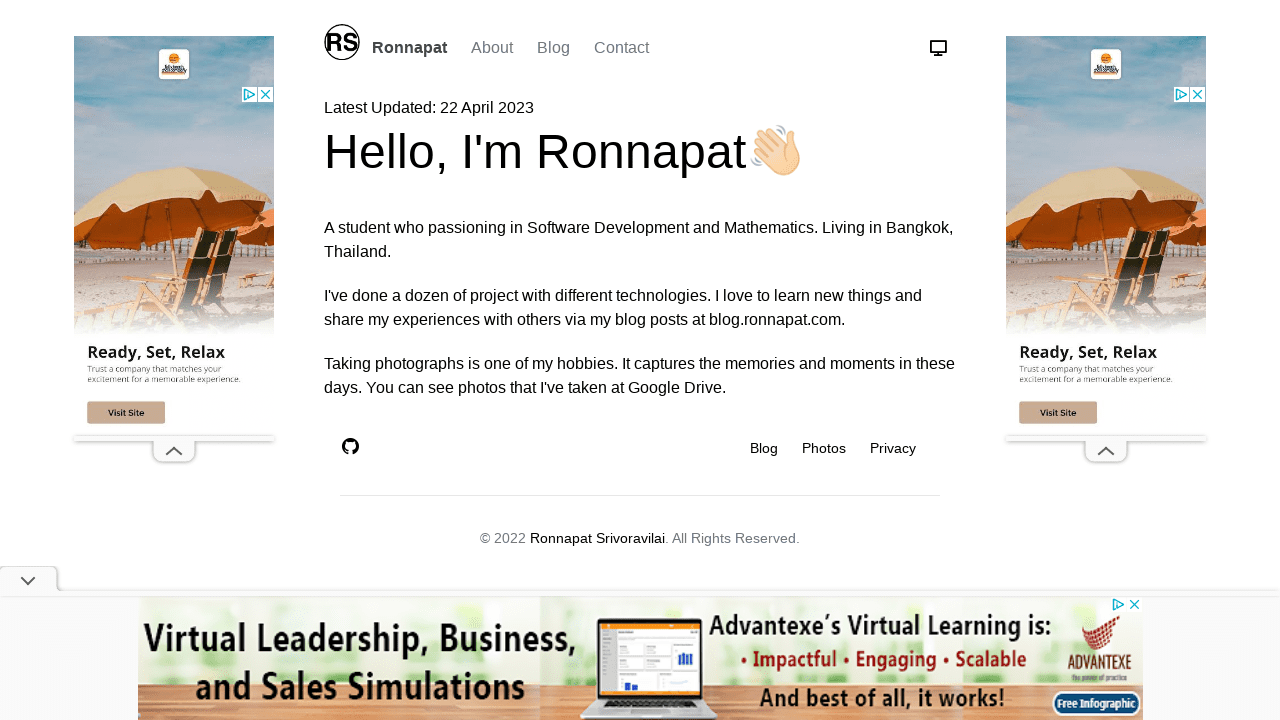 RS
Ronnapat
About
Blog
Contact
Latest Updated: 22 April 2023
Hello, I'm Ronnapat👋🏻
A student who passioning in Software Development and Mathematics. Living in Bangkok,
Thailand.
I've done a dozen of project with different technologies. I love to learn new things and
share my experiences with others via my blog posts at blog.ronnapat.com.
Taking photographs is one of my hobbies. It captures the memories and moments in these
days. You can see photos that I've taken at Google Drive.
Blog
Photos
Privacy
© 2022 Ronnapat Srivoravilai. All Rights Reserved.
Ready, Set, Relax
Trust a company that matches your
excitement for a memorable experience.
Visit Site
Ready, Set, Relax
Trust a company that matches your
excitement for a memorable experience.
Visit Site
Virtual Leadership, Business,
and Sales Simulations
Advantexe's Virtual Learning is:
• Impactful • Engaging • Scalable
And best of all, it works!
ADVANTEXE
the power of practice
Free Infographic